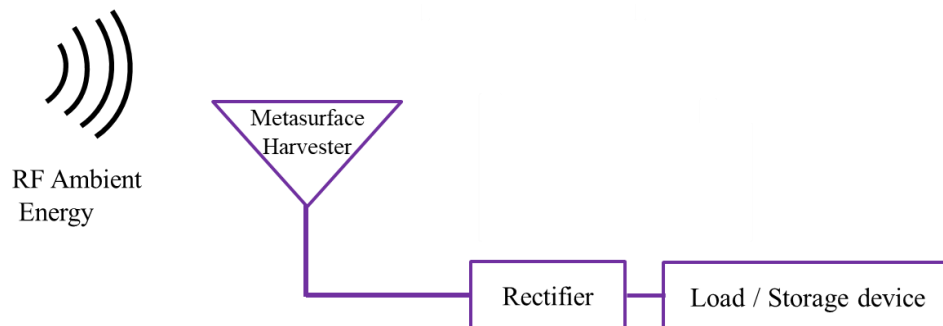 Metasurface
Harvester
RF Ambient
Energy
Rectifier
Load / Storage device